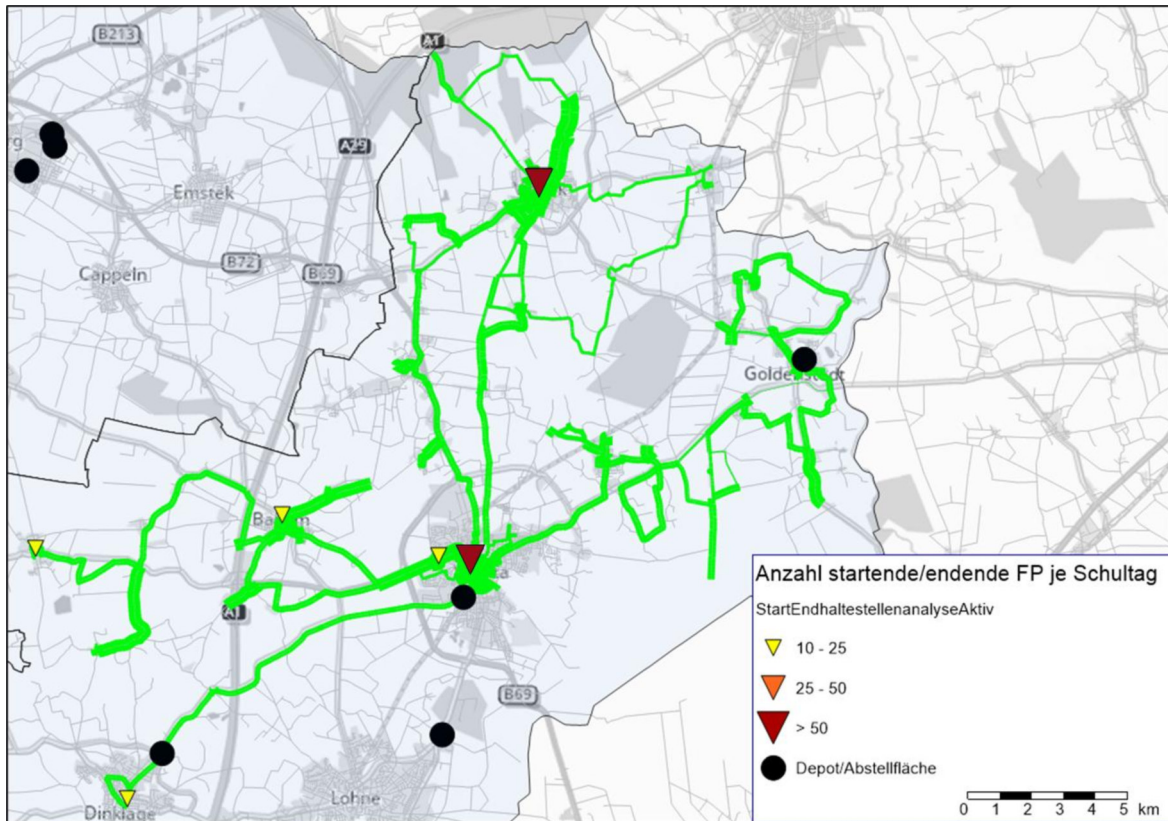 B213
A1
A29
Emstek
B72
B69
Cappeln
Goldenstedt
A1
B69
Anzahl startende/endende FP je Schultag
StartEndhaltestellenanalyseAktiv
10 - 25
25 - 50
> 50
Depot/Abstellfläche
0 1 2 3 4 5 km
Dinklage
Lohne